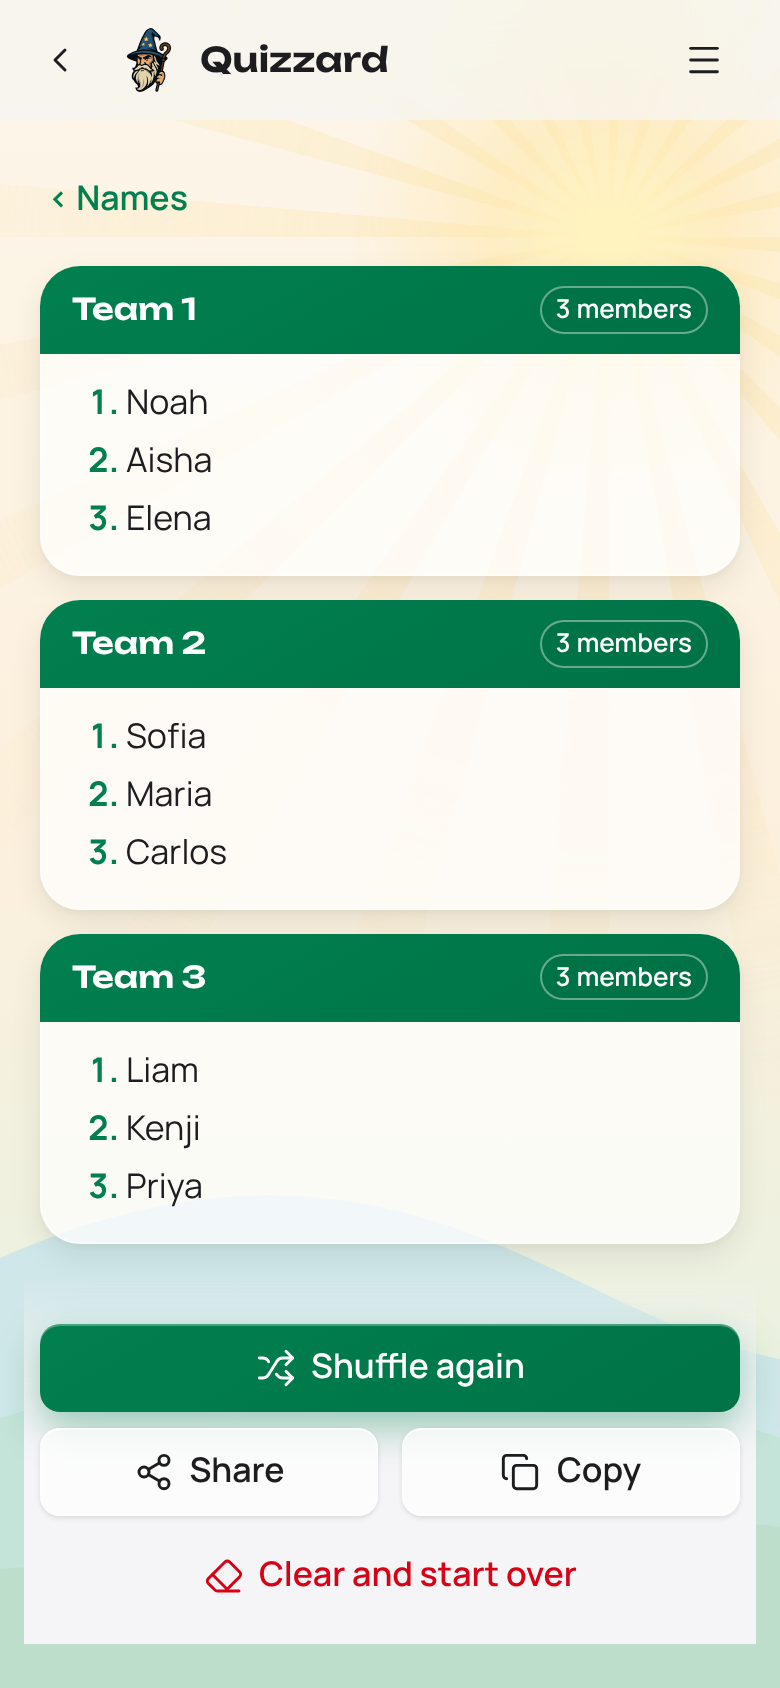 Quizzard
Names
Team 1
3 members
1. Noah
2. Aisha
3. Elena
Team 2
3 members
1. Sofia
2. Maria
3. Carlos
Team 3
3 members
1. Liam
2. Kenji
3. Priya
Shuffle again
Share
Copy
Clear and start over